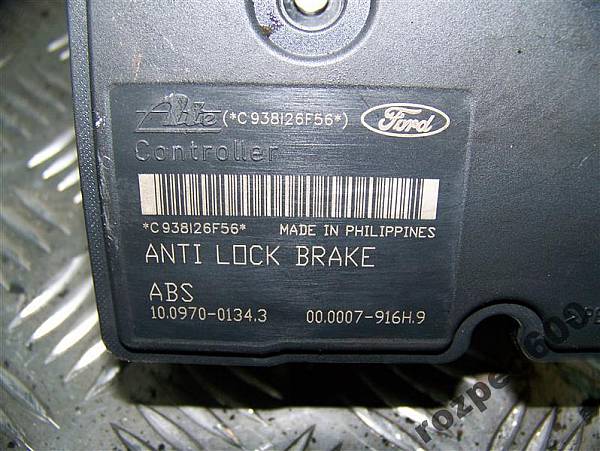 Ate (*C938126F56*) Ford
Controller
*C938126F56* MADE IN PHILIPPINES
ANTI LOCK BRAKE
ABS
10.0970-0134.3 00.0007-916H.9